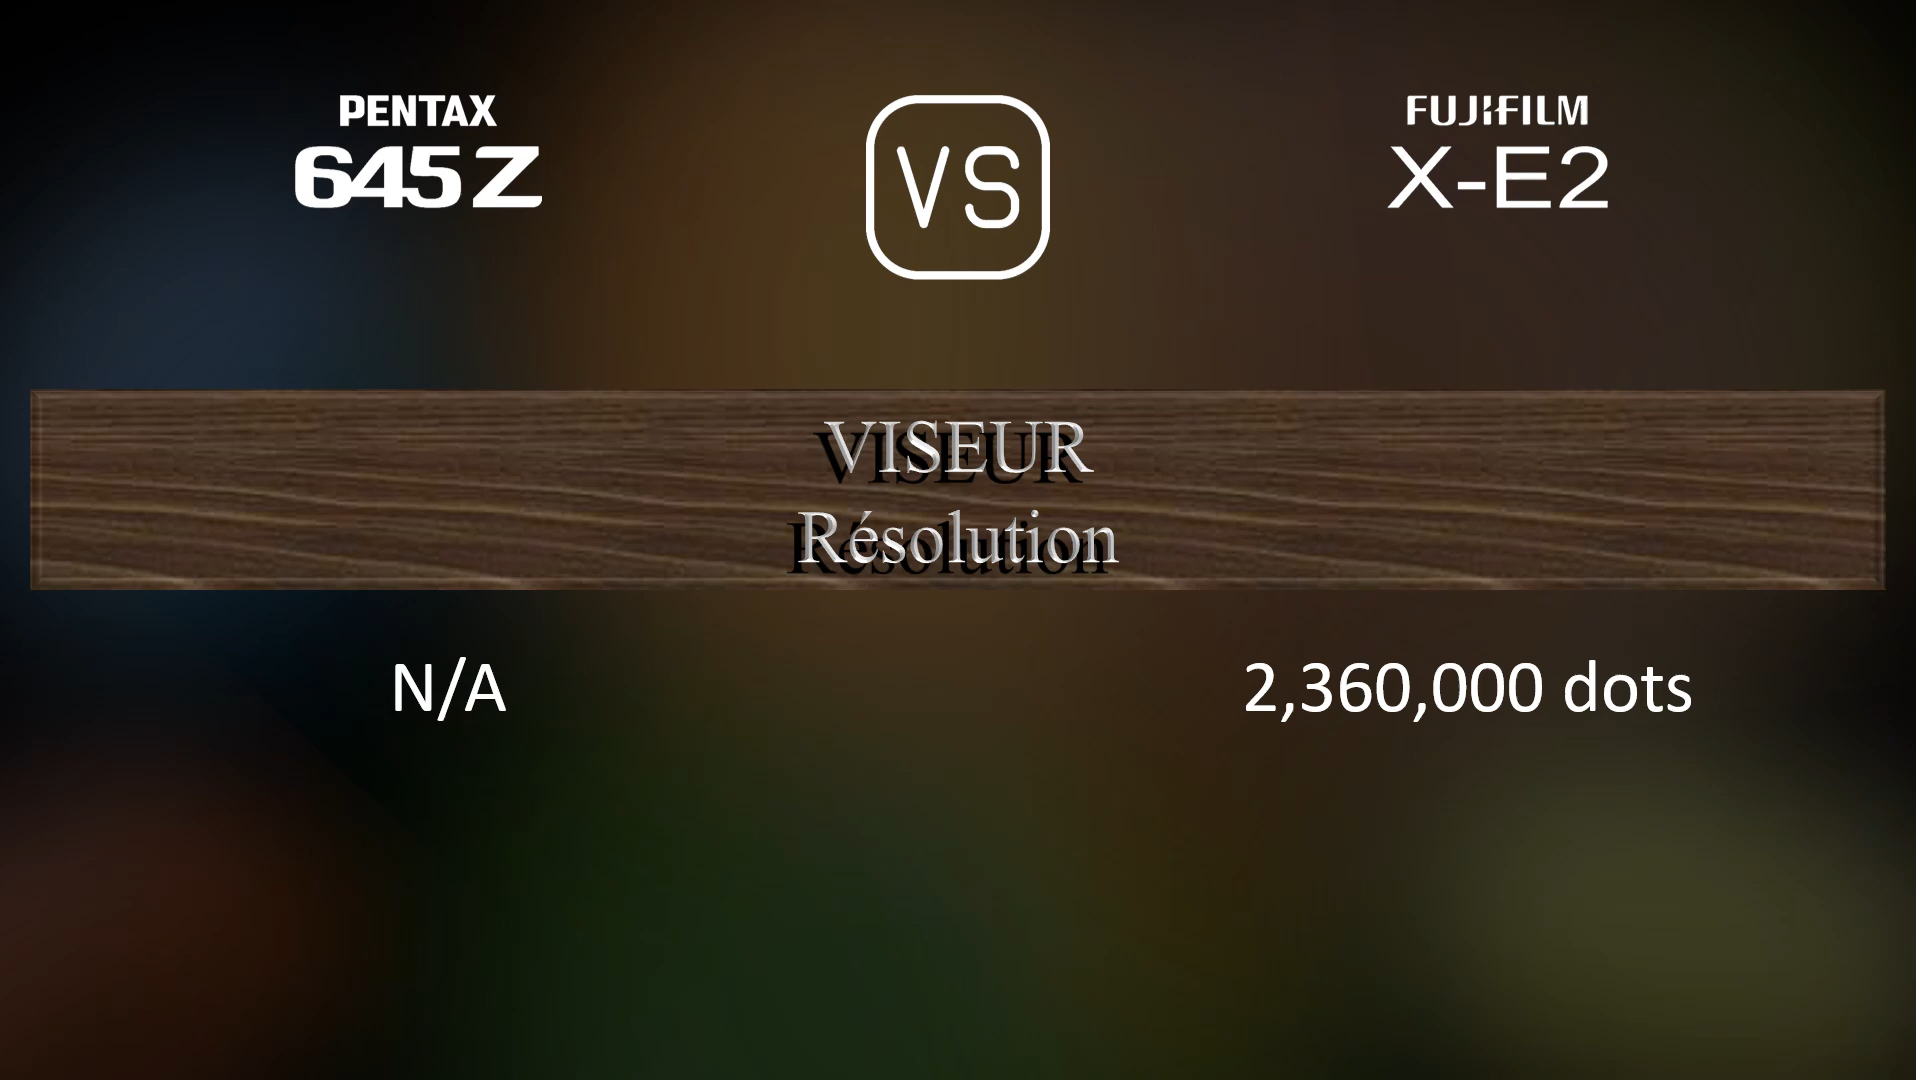 PENTAX
645Z
VS
FUJIFILM
X-E2
VISEUR
Résolution
N/A
2,360,000 dots